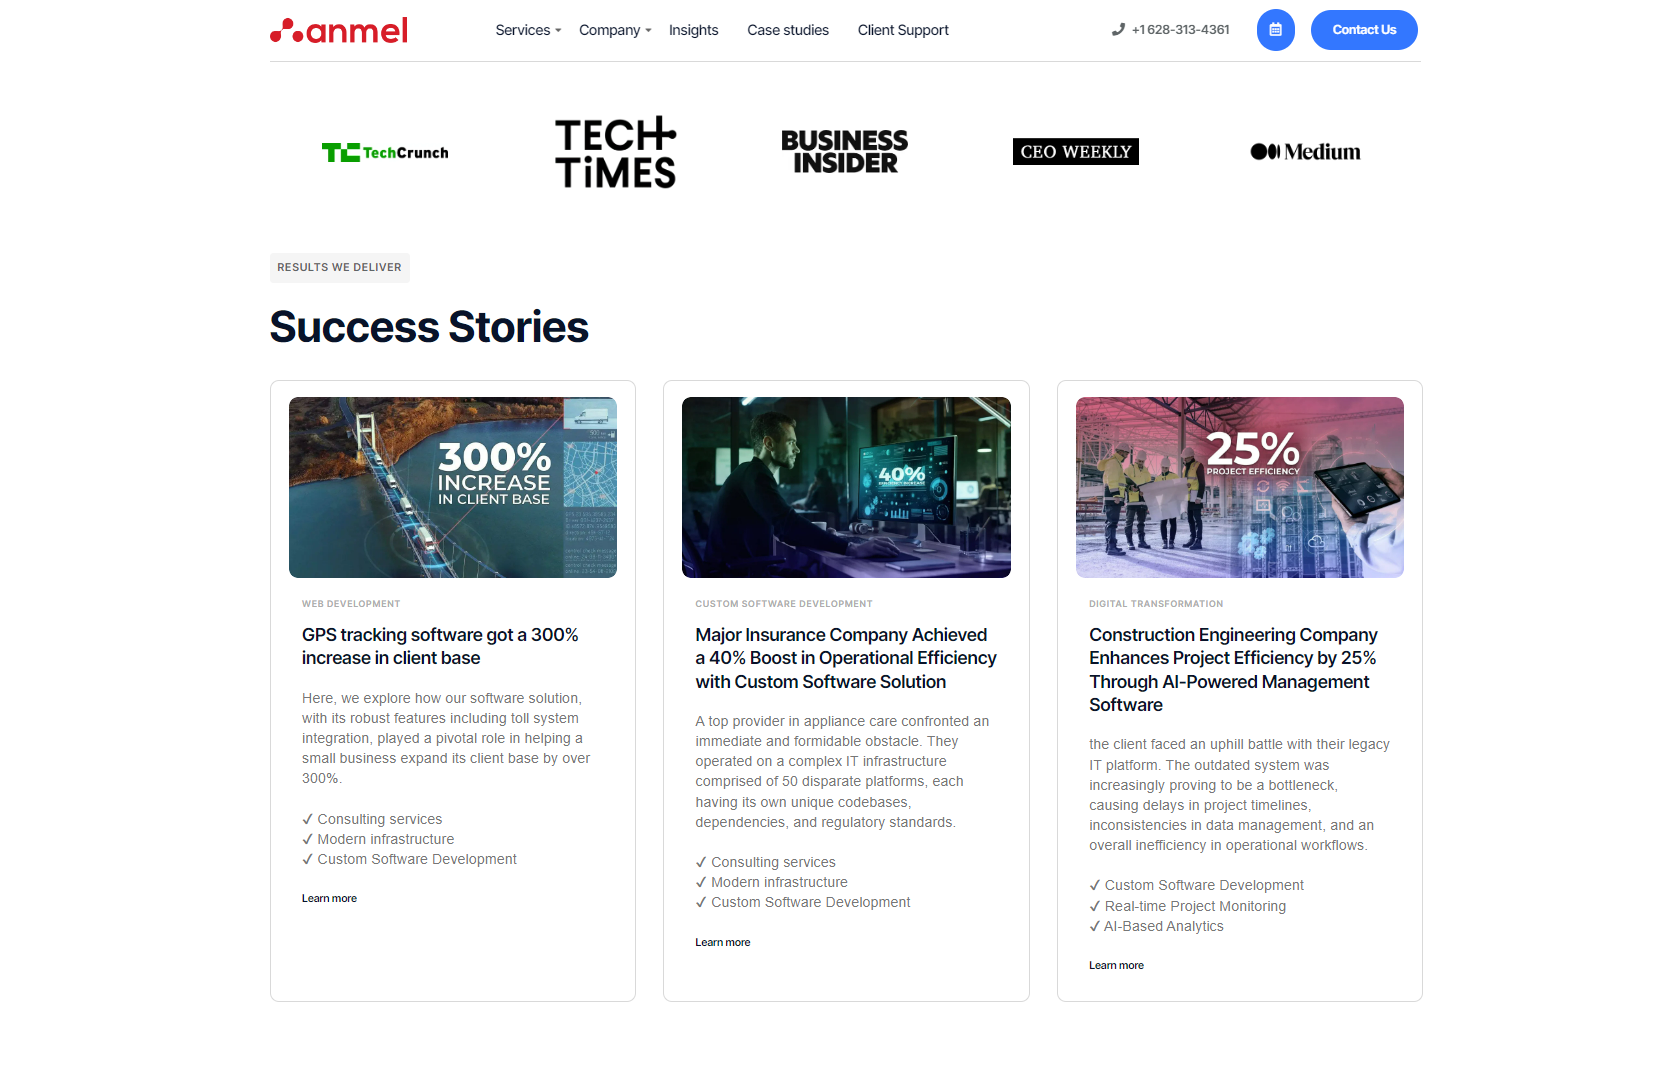 anmel
Services
Company
Insights
Case studies
Client Support
+1 628-313-4361
Contact Us
TC TechCrunch
TECH
TiMES
BUSINESS
INSIDER
CEO WEEKLY
Medium
RESULTS WE DELIVER
Success Stories
300%
INCREASE
IN CLIENT BASE
WEB DEVELOPMENT
GPS tracking software got a 300%
increase in client base
Here, we explore how our software solution,
with its robust features including toll system
integration, played a pivotal role in helping a
small business expand its client base by over
300%.
✓ Consulting services
✓ Modern infrastructure
✓ Custom Software Development
Learn more
40%
CUSTOM SOFTWARE DEVELOPMENT
Major Insurance Company Achieved
a 40% Boost in Operational Efficiency
with Custom Software Solution
A top provider in appliance care confronted an
immediate and formidable obstacle. They
operated on a complex IT infrastructure
comprised of 50 disparate platforms, each
having its own unique codebases,
dependencies, and regulatory standards.
✓ Consulting services
✓ Modern infrastructure
✓ Custom Software Development
Learn more
25%
PROJECT EFFICIENCY
DIGITAL TRANSFORMATION
Construction Engineering Company
Enhances Project Efficiency by 25%
Through AI-Powered Management
Software
the client faced an uphill battle with their legacy
IT platform. The outdated system was
increasingly proving to be a bottleneck,
causing delays in project timelines,
inconsistencies in data management, and an
overall inefficiency in operational workflows.
✓ Custom Software Development
✓ Real-time Project Monitoring
✓ AI-Based Analytics
Learn more